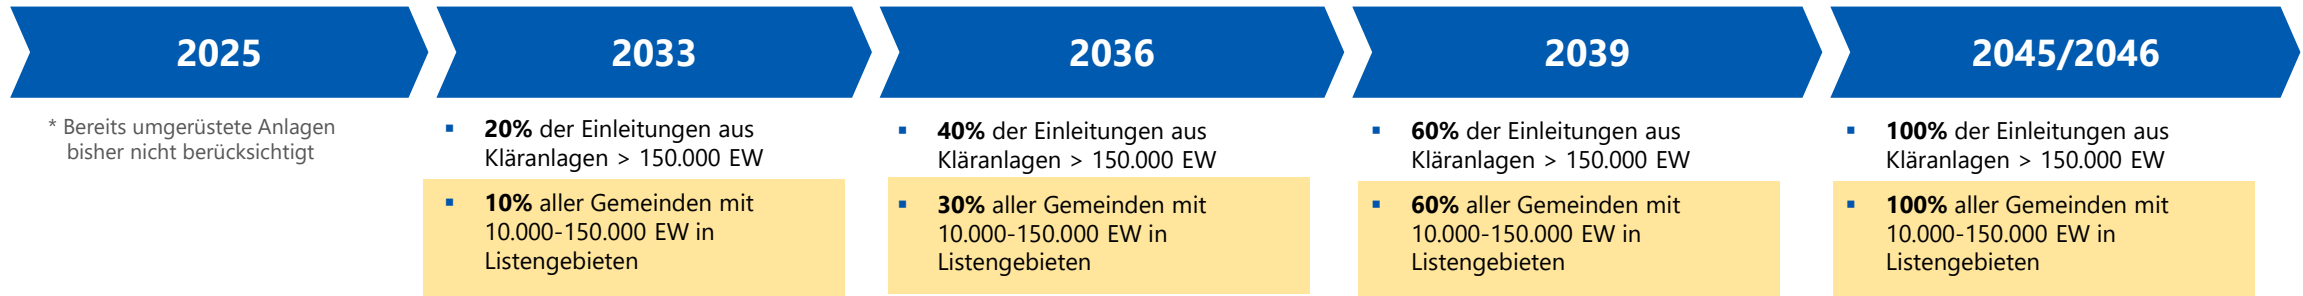 2025
2033
2036
2039
2045/2046
* Bereits umgerüstete Anlagen
bisher nicht berücksichtigt
▪ 20% der Einleitungen aus
Kläranlagen > 150.000 EW
▪ 10% aller Gemeinden mit
10.000-150.000 EW in
Listengebieten
▪ 40% der Einleitungen aus
Kläranlagen > 150.000 EW
▪ 30% aller Gemeinden mit
10.000-150.000 EW in
Listengebieten
▪ 60% der Einleitungen aus
Kläranlagen > 150.000 EW
▪ 60% aller Gemeinden mit
10.000-150.000 EW in
Listengebieten
▪ 100% der Einleitungen aus
Kläranlagen > 150.000 EW
▪ 100% aller Gemeinden mit
10.000-150.000 EW in
Listengebieten